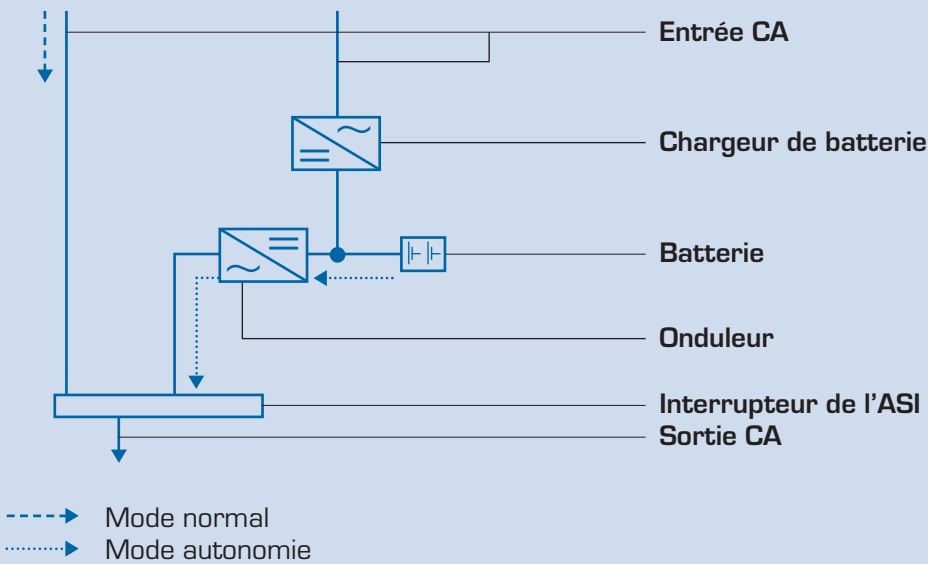 Entrée CA
Chargeur de batterie
Batterie
Onduleur
Interrupteur de l'ASI
Sortie CA
Mode normal
Mode autonomie